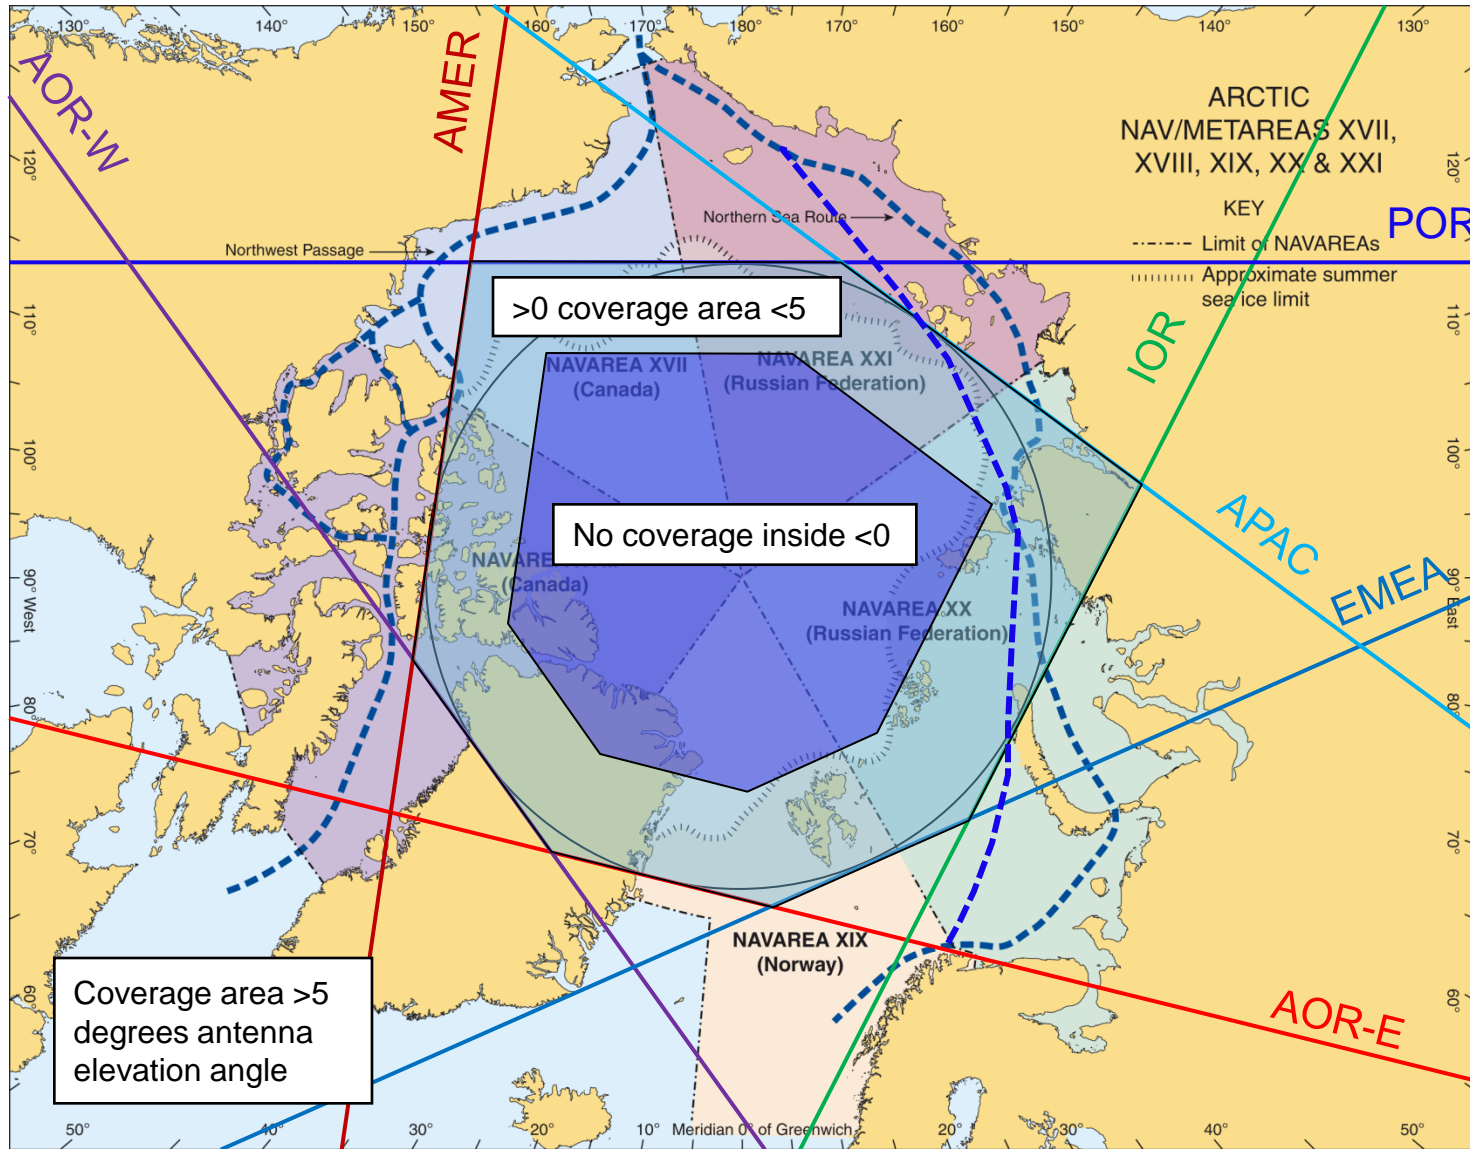 130° 140° 150° 160° 170° 180° 170° 160° 150° 140° 130°
AOR-W
AMER
ARCTIC
NAV/METAREAS XVII,
XVIII, XIX, XX & XXI
KEY
Limit of NAVAREAs
Approximate summer
sea ice limit
POR
120°
120°
Northern Sea Route
Northwest Passage
>0 coverage area <5
110°
110°
IOR
NAVAREA XVII
(Canada)
NAVAREA XXI
(Russian Federation)
100°
100°
No coverage inside <0
APAC
(Canada)
90° West
90° East
EMEA
NAVAREA XX
(Russian Federation)
80°
80°
70°
70°
NAVAREA XIX
(Norway)
60°
60°
Coverage area >5
degrees antenna
elevation angle
AOR-E
50° 40° 30° 20° 10° Meridian 0° of Greenwich 20° 30° 40° 50°